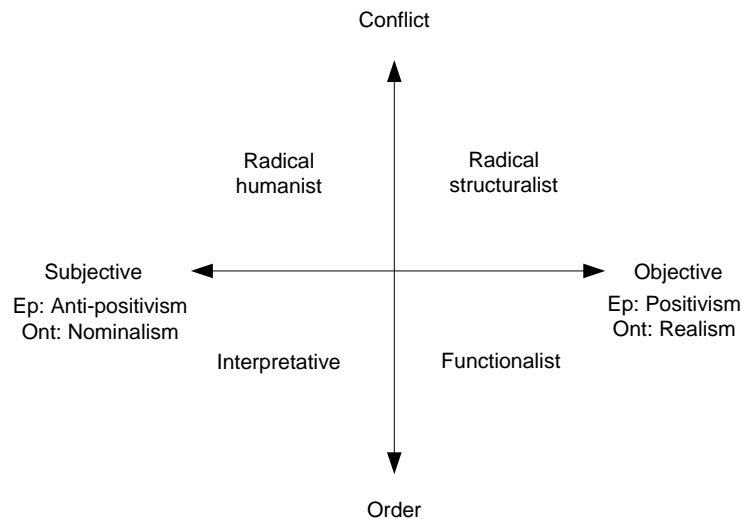 Conflict
Radical
humanist
Radical
structuralist
Subjective
Ep: Anti-positivism
Ont: Nominalism
Objective
Ep: Positivism
Ont: Realism
Interpretative
Functionalist
Order